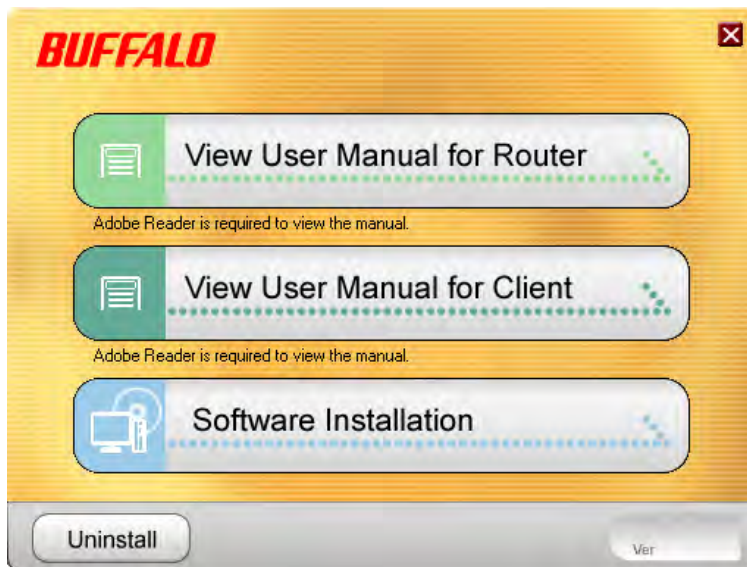 BUFFALO
View User Manual for Router
Adobe Reader is required to view the manual.
View User Manual for Client
Adobe Reader is required to view the manual.
Software Installation
Uninstall
Ver